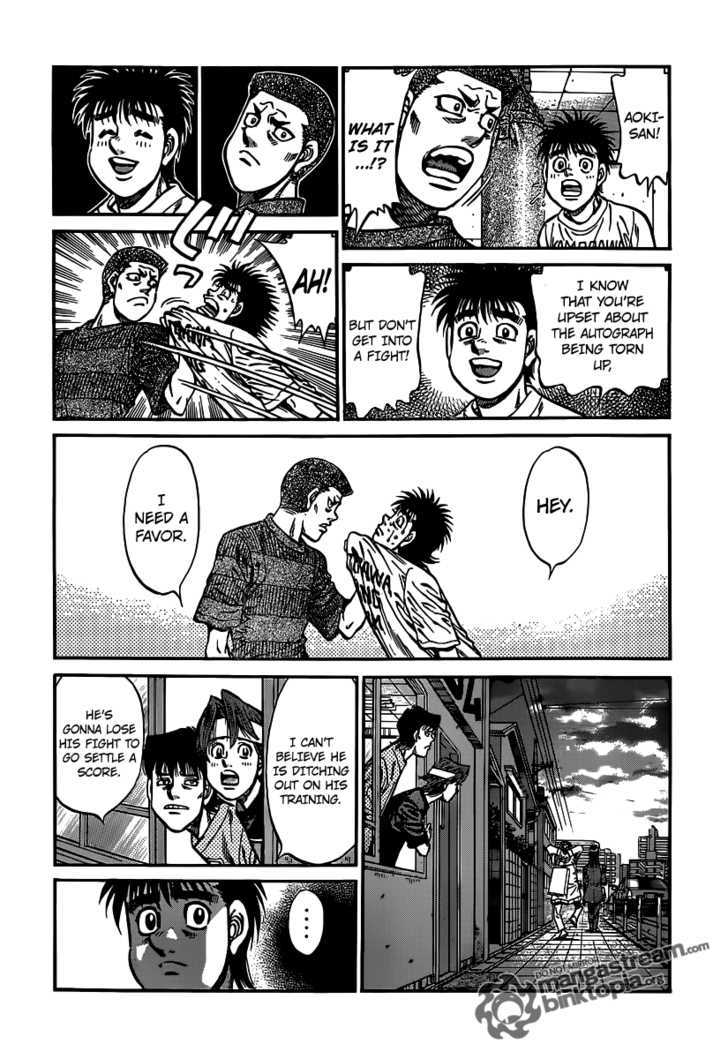 AOKI-
SAN!
WHAT
IS IT
...!?
I KNOW
THAT YOU'RE
UPSET ABOUT
THE AUTOGRAPH
BEING TORN
UP,
BUT DON'T
GET INTO
A FIGHT!
AH!
HEY.
I
NEED A
FAVOR.
I CAN'T
BELIEVE HE
IS DITCHING
OUT ON HIS
TRAINING.
HE'S
GONNA LOSE
HIS FIGHT TO
GO SETTLE A
SCORE.
....
mangastream.com
binktopia.nu